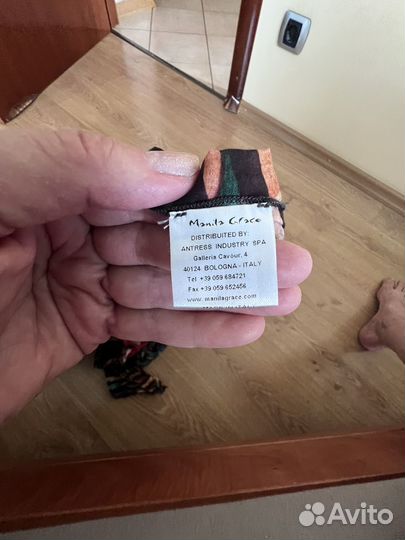 Manila Grace
DISTRIBUITED BY:
ANTRESS INDUSTRY SPA
Galleria Cavour, 4
40124 BOLOGNA - ITALY
Tel +39 059 684721
Fax +39 059 652456
www.manilagrace.com
Avito